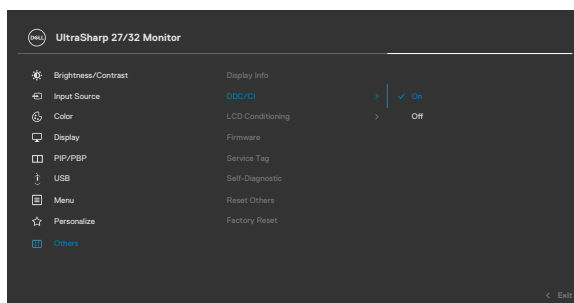 DELL UltraSharp 27/32 Monitor
Brightness/Contrast Display Info
Input Source DDC/CI › ✓ On
Color LCD Conditioning › Off
Display Firmware
PIP/PBP Service Tag
USB Self-Diagnostic
Menu Reset Others
Personalize Factory Reset
Others
‹ Exit